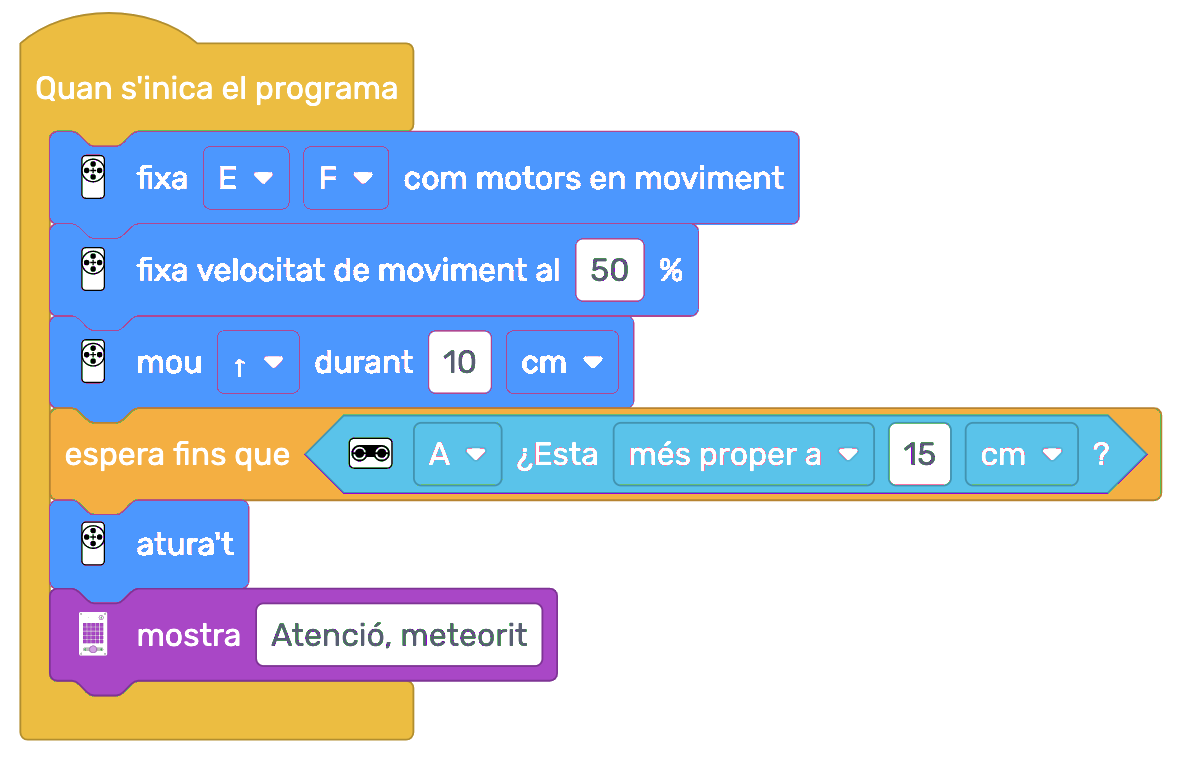 Quan s'inica el programa
fixa E F com motors en moviment
fixa velocitat de moviment al 50 %
mou ↑ durant 10 cm
espera fins que A ¿Esta més proper a 15 cm ?
atura't
mostra Atenció, meteorit